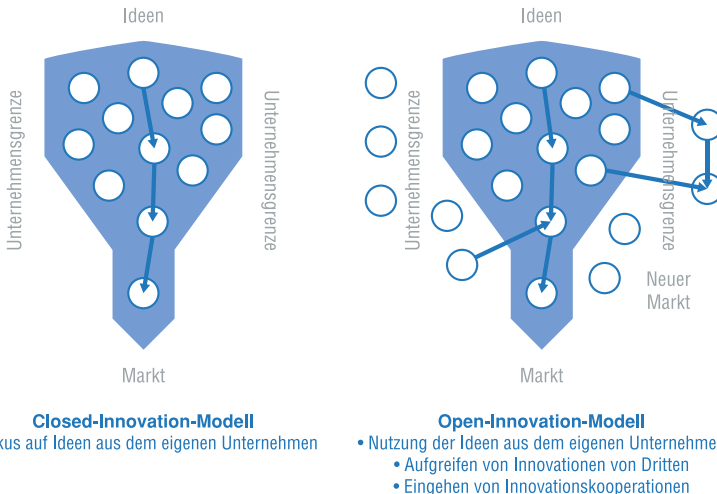 Ideen
Unternehmensgrenze
Unternehmensgrenze
Markt
Closed-Innovation-Modell
auf Ideen aus dem eigenen Unternehmen
Ideen
Unternehmensgrenze
Unternehmensgrenze
Neuer
Markt
Markt
Open-Innovation-Modell
• Nutzung der Ideen aus dem eigenen
• Aufgreifen von Innovationen von Dritten
• Eingehen von Innovationskooperationen